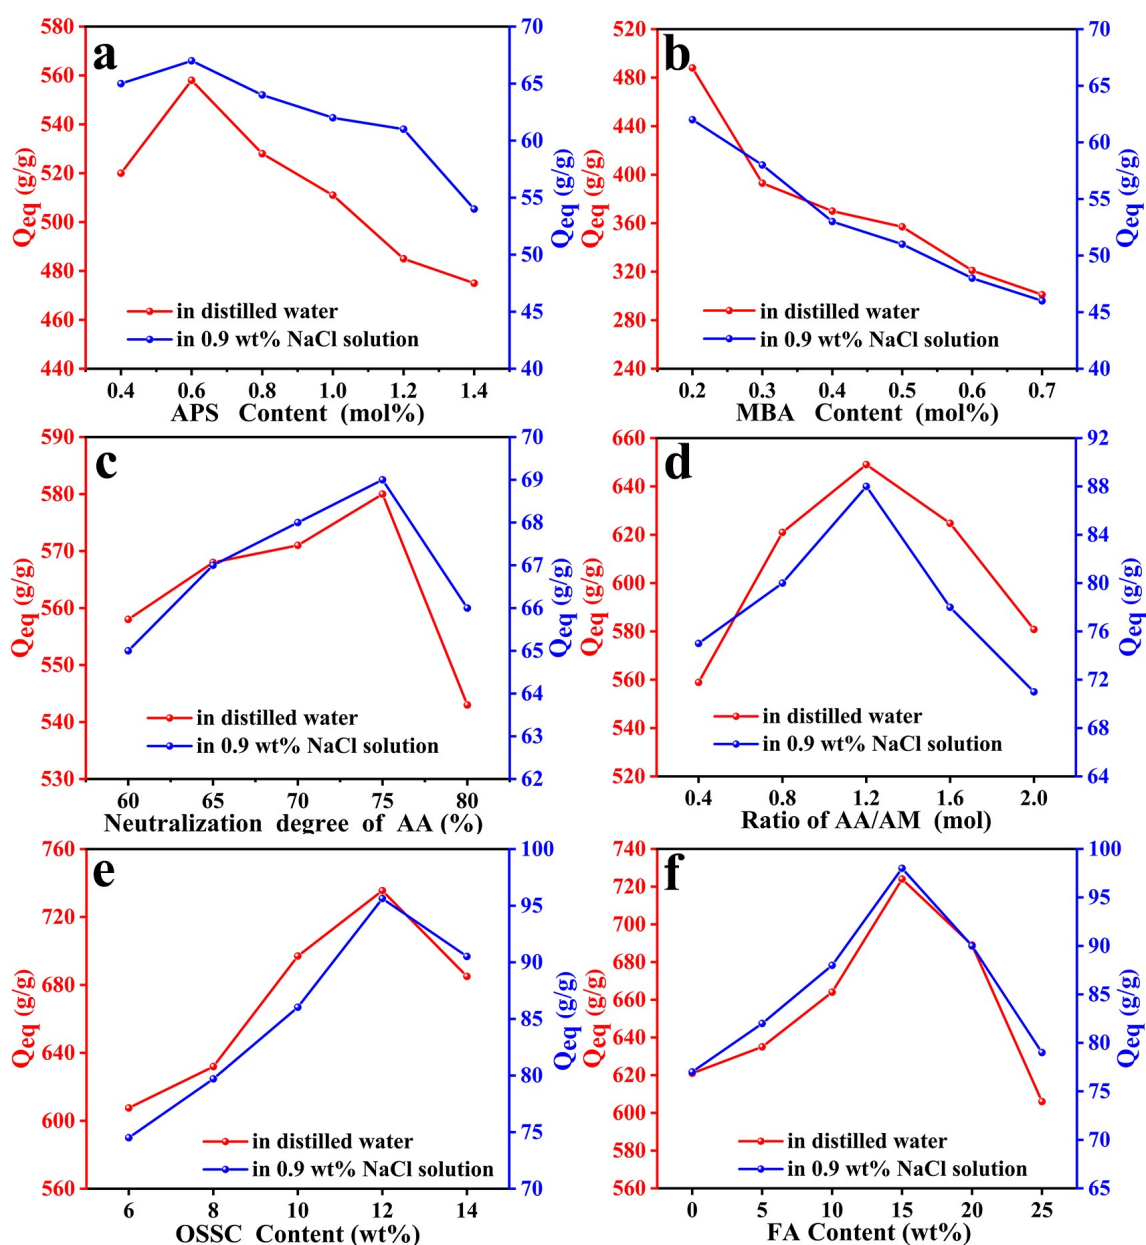 a
580
560
540
520
500
480
460
440
70
65
60
55
50
45
40
Qeq (g/g)
Qeq (g/g)
in distilled water
in 0.9 wt% NaCl solution
0.4 0.6 0.8 1.0 1.2 1.4
APS Content (mol%)
b
520
480
440
400
360
320
280
240
70
65
60
55
50
45
40
Qeq (g/g)
Qeq (g/g)
in distilled water
in 0.9 wt% NaCl solution
0.2 0.3 0.4 0.5 0.6 0.7
MBA Content (mol%)
c
590
580
570
560
550
540
530
70
69
68
67
66
65
64
63
62
Qeq (g/g)
Qeq (g/g)
in distilled water
in 0.9 wt% NaCl solution
60 65 70 75 80
Neutralization degree of AA (%)
d
660
640
620
600
580
560
540
520
92
88
84
80
76
72
68
64
Qeq (g/g)
Qeq (g/g)
in distilled water
in 0.9 wt% NaCl solution
0.4 0.8 1.2 1.6 2.0
Ratio of AA/AM (mol)
e
760
720
680
640
600
560
100
95
90
85
80
75
70
Qeq (g/g)
Qeq (g/g)
in distilled water
in 0.9 wt% NaCl solution
6 8 10 12 14
OSSC Content (wt%)
f
740
720
700
680
660
640
620
600
580
560
100
95
90
85
80
75
70
65
Qeq (g/g)
Qeq (g/g)
in distilled water
in 0.9 wt% NaCl solution
0 5 10 15 20 25
FA Content (wt%)